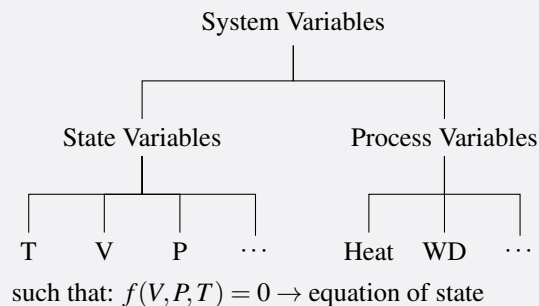 System Variables
State Variables Process Variables
T V P ⋯ Heat WD ⋯
such that: f(V,P,T) = 0 → equation of state